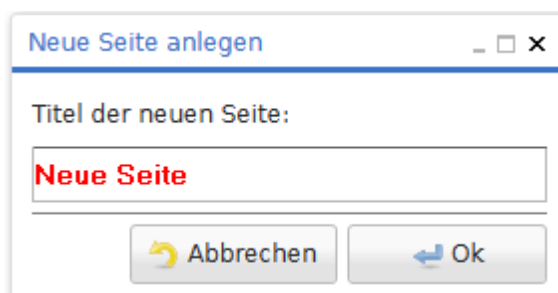 Neue Seite anlegen
Titel der neuen Seite:
Neue Seite
Abbrechen Ok